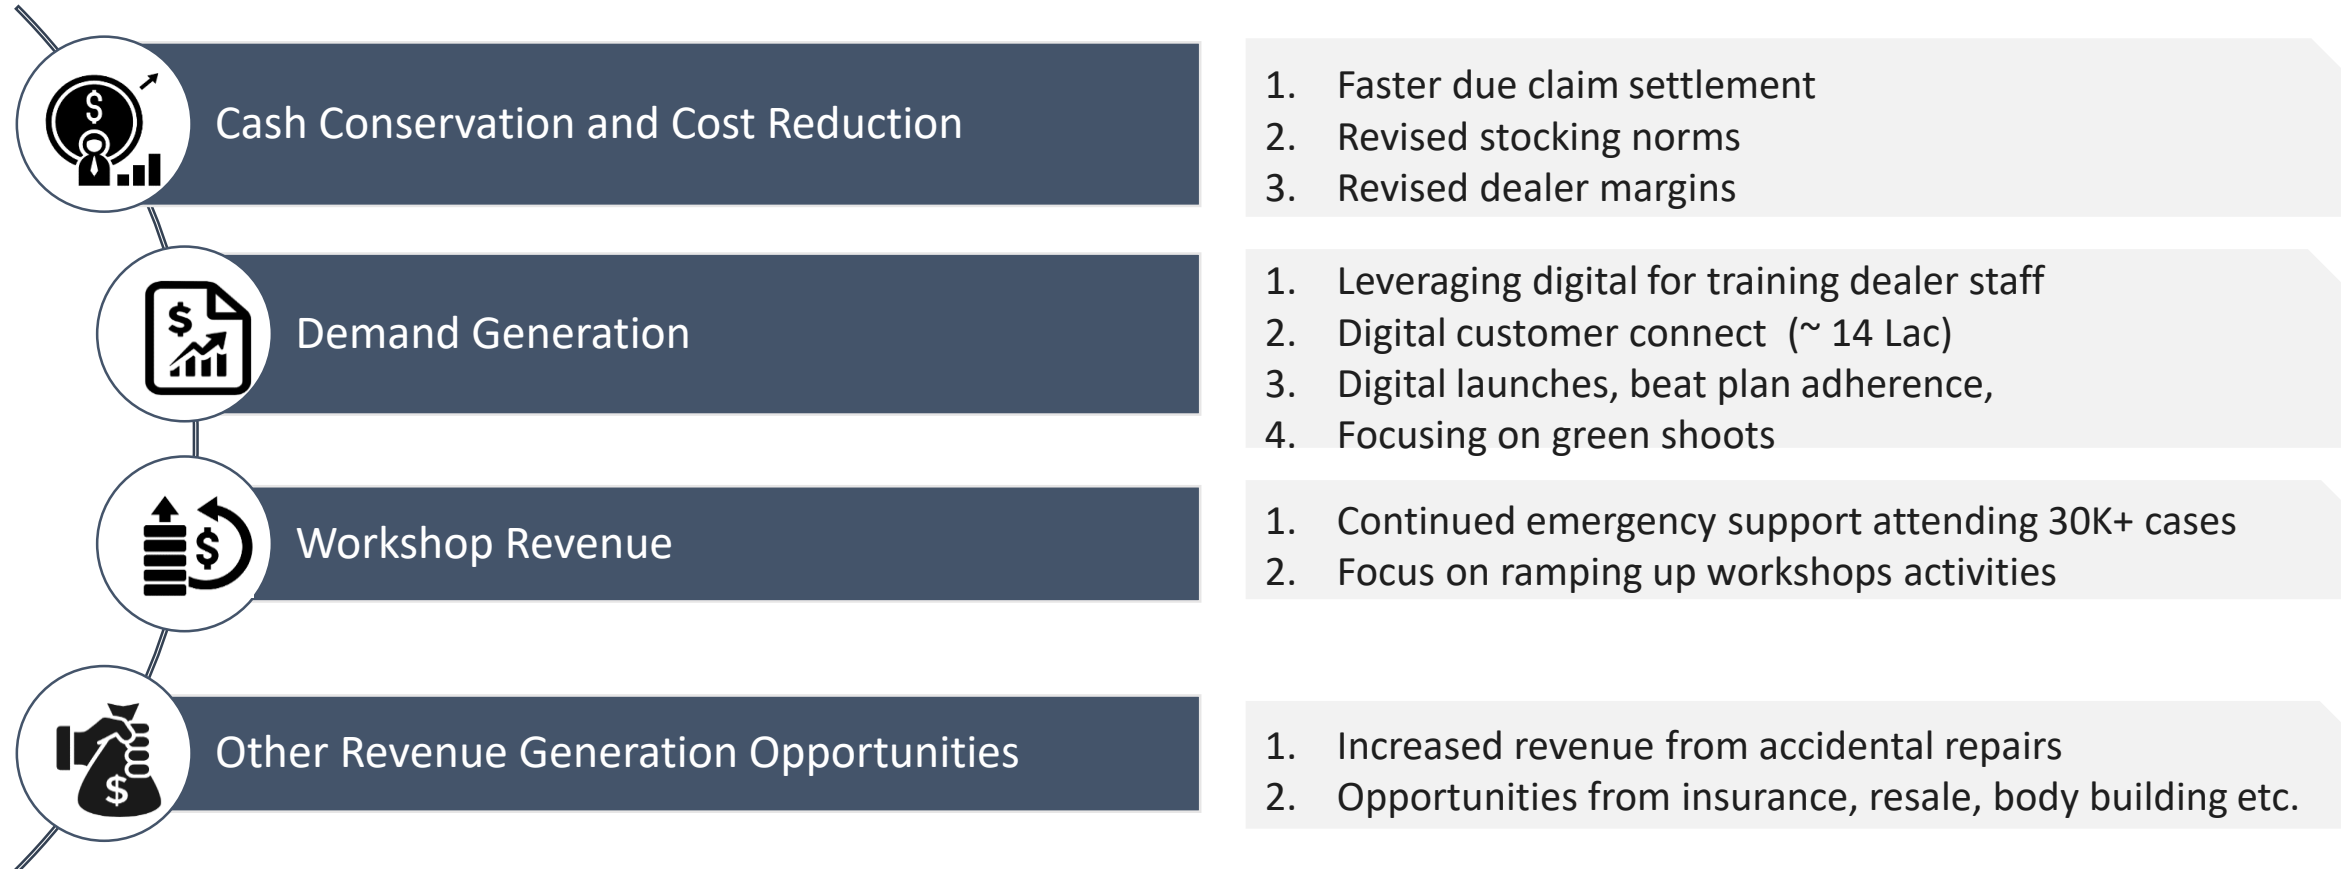 Cash Conservation and Cost Reduction
1. Faster due claim settlement
2. Revised stocking norms
3. Revised dealer margins
Demand Generation
1. Leveraging digital for training dealer staff
2. Digital customer connect (~ 14 Lac)
3. Digital launches, beat plan adherence,
4. Focusing on green shoots
Workshop Revenue
1. Continued emergency support attending 30K+ cases
2. Focus on ramping up workshops activities
Other Revenue Generation Opportunities
1. Increased revenue from accidental repairs
2. Opportunities from insurance, resale, body building etc.